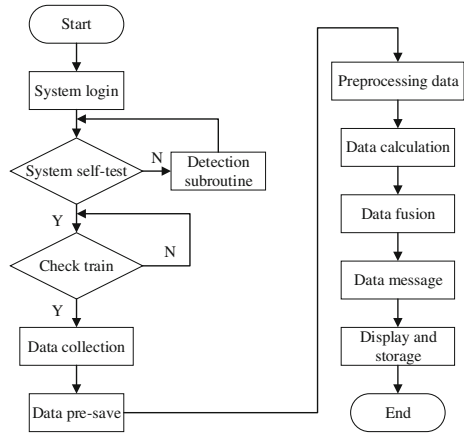 Start
System login
System self-test
N
Detection
subroutine
Y
N
Check train
Y
Data collection
Data pre-save
Preprocessing data
Data calculation
Data fusion
Data message
Display and
storage
End